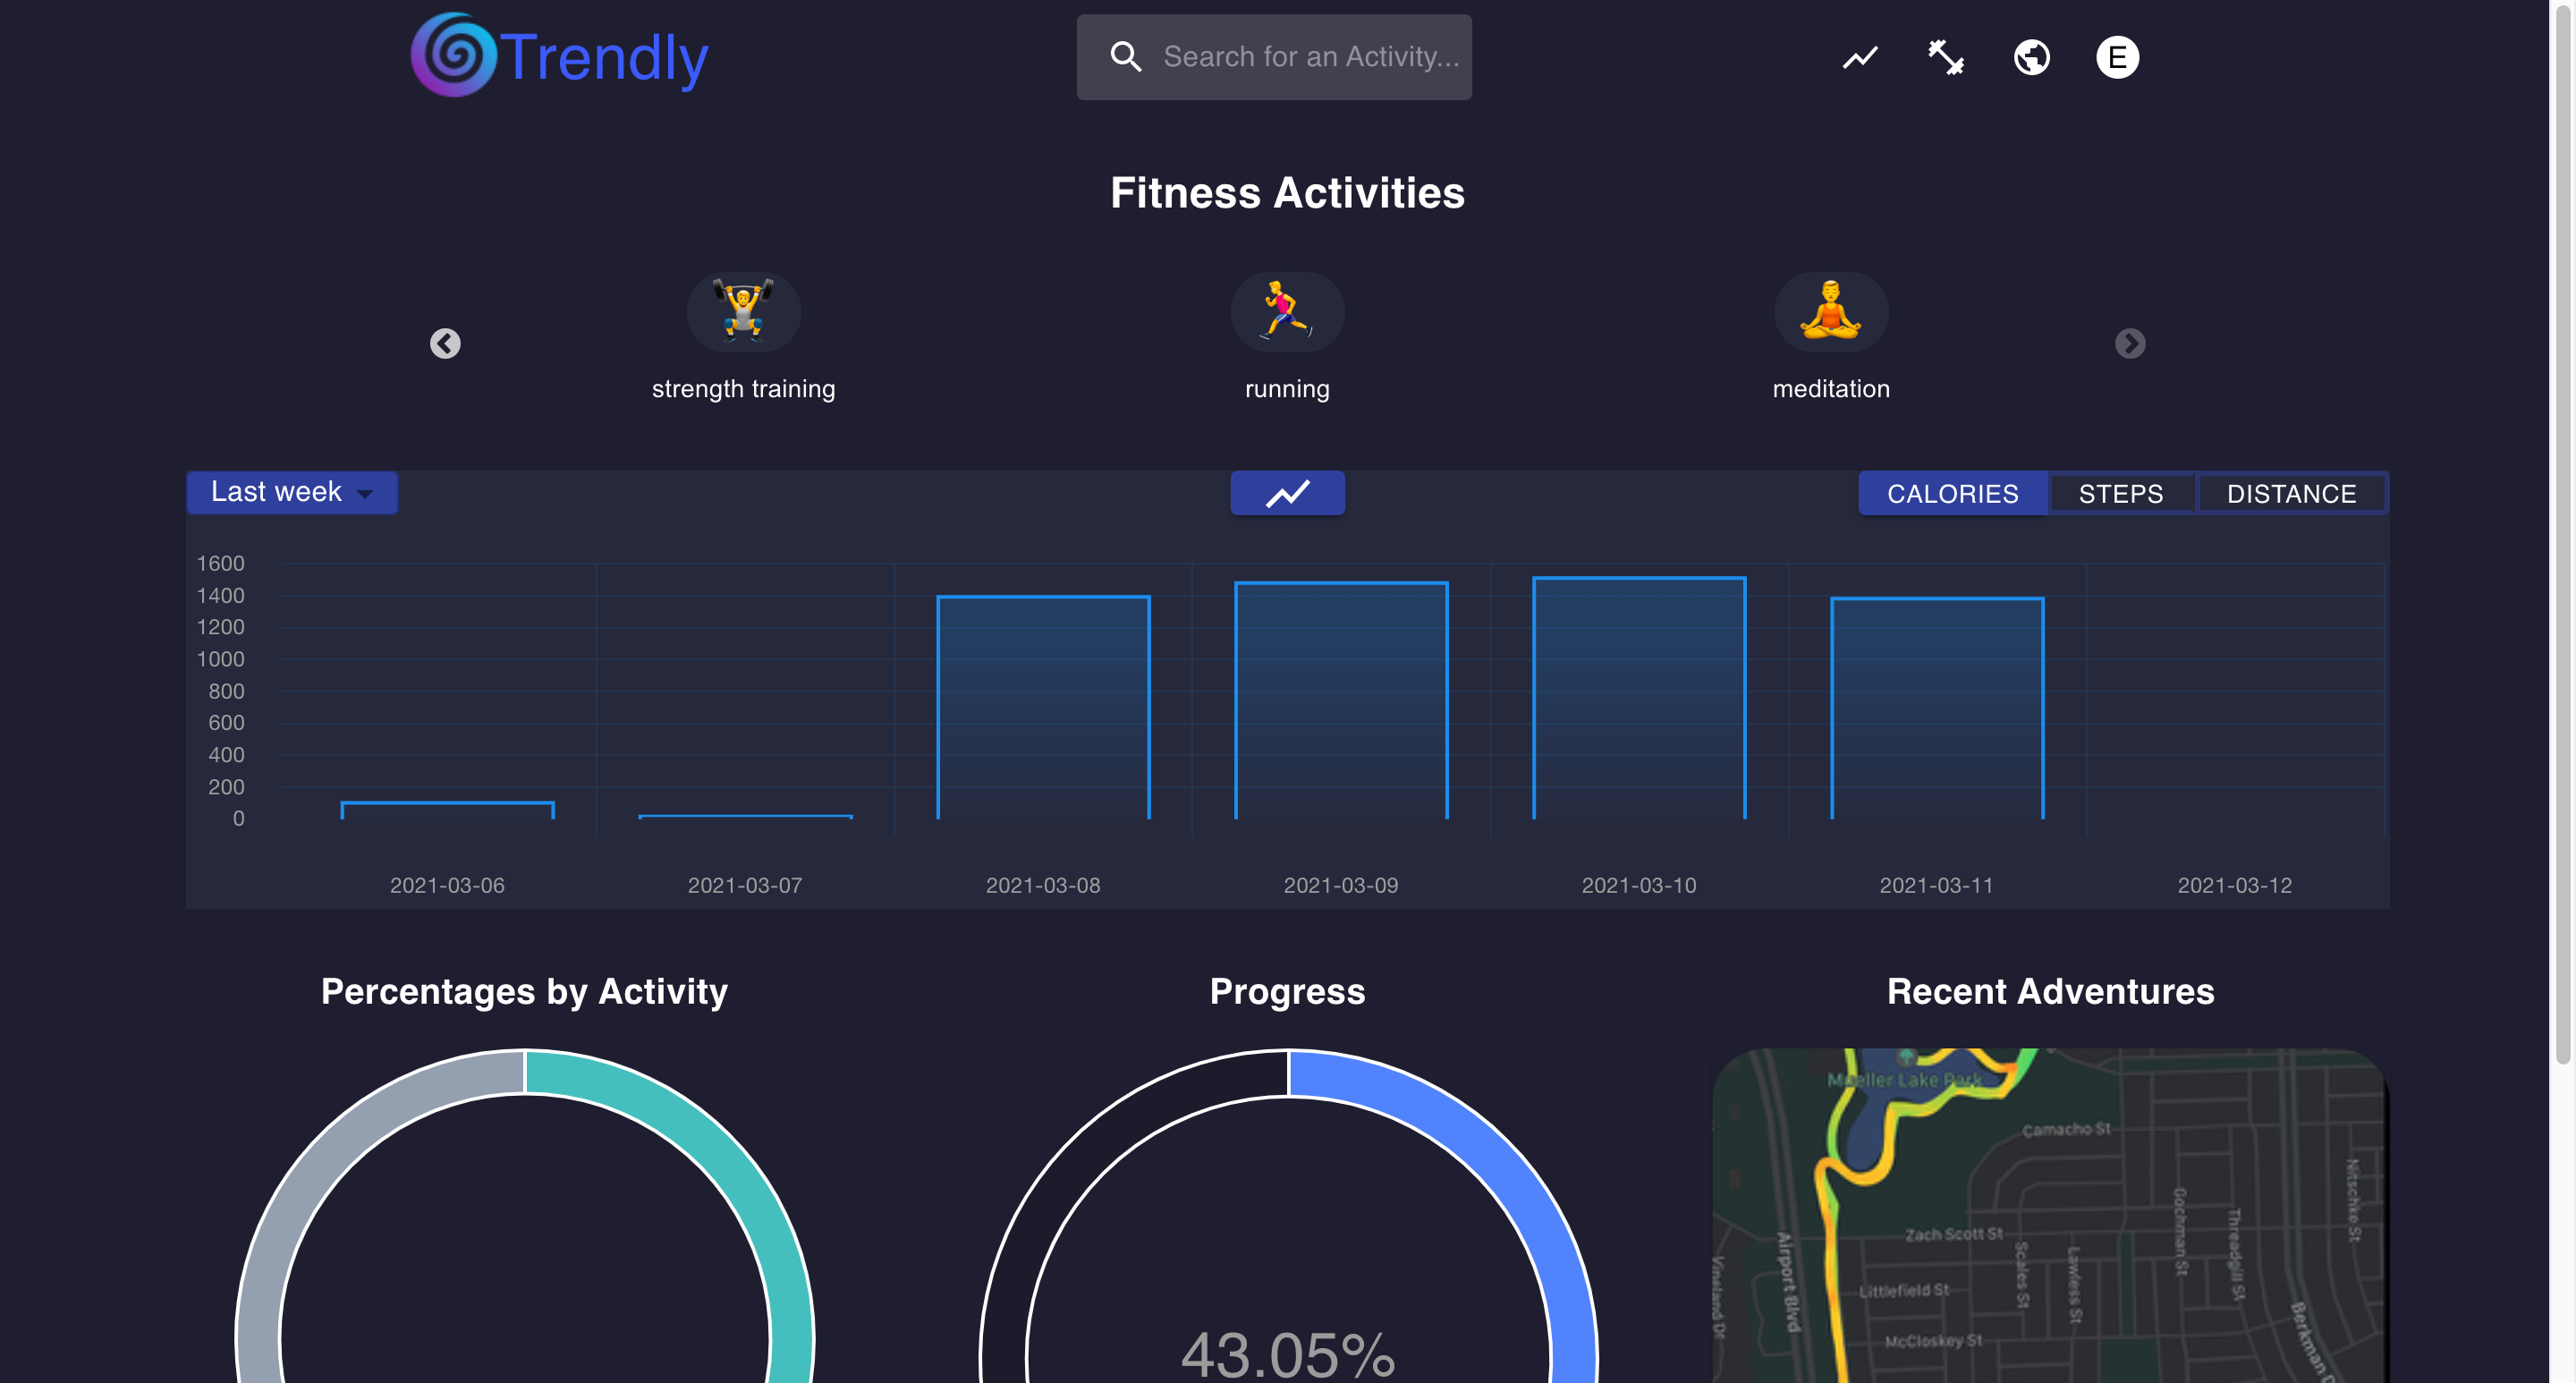 Trendly
Search for an Activity...
E
Fitness Activities
strength training
running
meditation
Last week
CALORIES
STEPS
DISTANCE
1600
1400
1200
1000
800
600
400
200
0
2021-03-06
2021-03-07
2021-03-08
2021-03-09
2021-03-10
2021-03-11
2021-03-12
Percentages by Activity
Progress
Recent Adventures
43.05%
Mueller Lake Park
Camacho St
Zach Scott St
Littlefield St
McCloskey St
Airport Blvd
Vineland Dr
Scales St
Lawless St
Gochman St
Threadgill St
Nitschke St
Berkman D